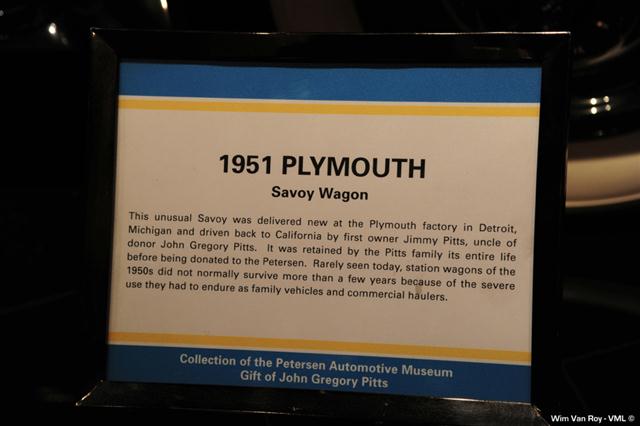 1951 PLYMOUTH
Savoy Wagon
This unusual Savoy was delivered new at the Plymouth factory in Detroit,
Michigan and driven back to California by first owner Jimmy Pitts, uncle of
donor John Gregory Pitts. It was retained by the Pitts family its entire life
before being donated to the Petersen. Rarely seen today, station wagons of the
1950s did not normally survive more than a few years because of the severe
use they had to endure as family vehicles and commercial haulers.
Collection of the Petersen Automotive Museum
Gift of John Gregory Pitts
Wim Van Roy - VML ©